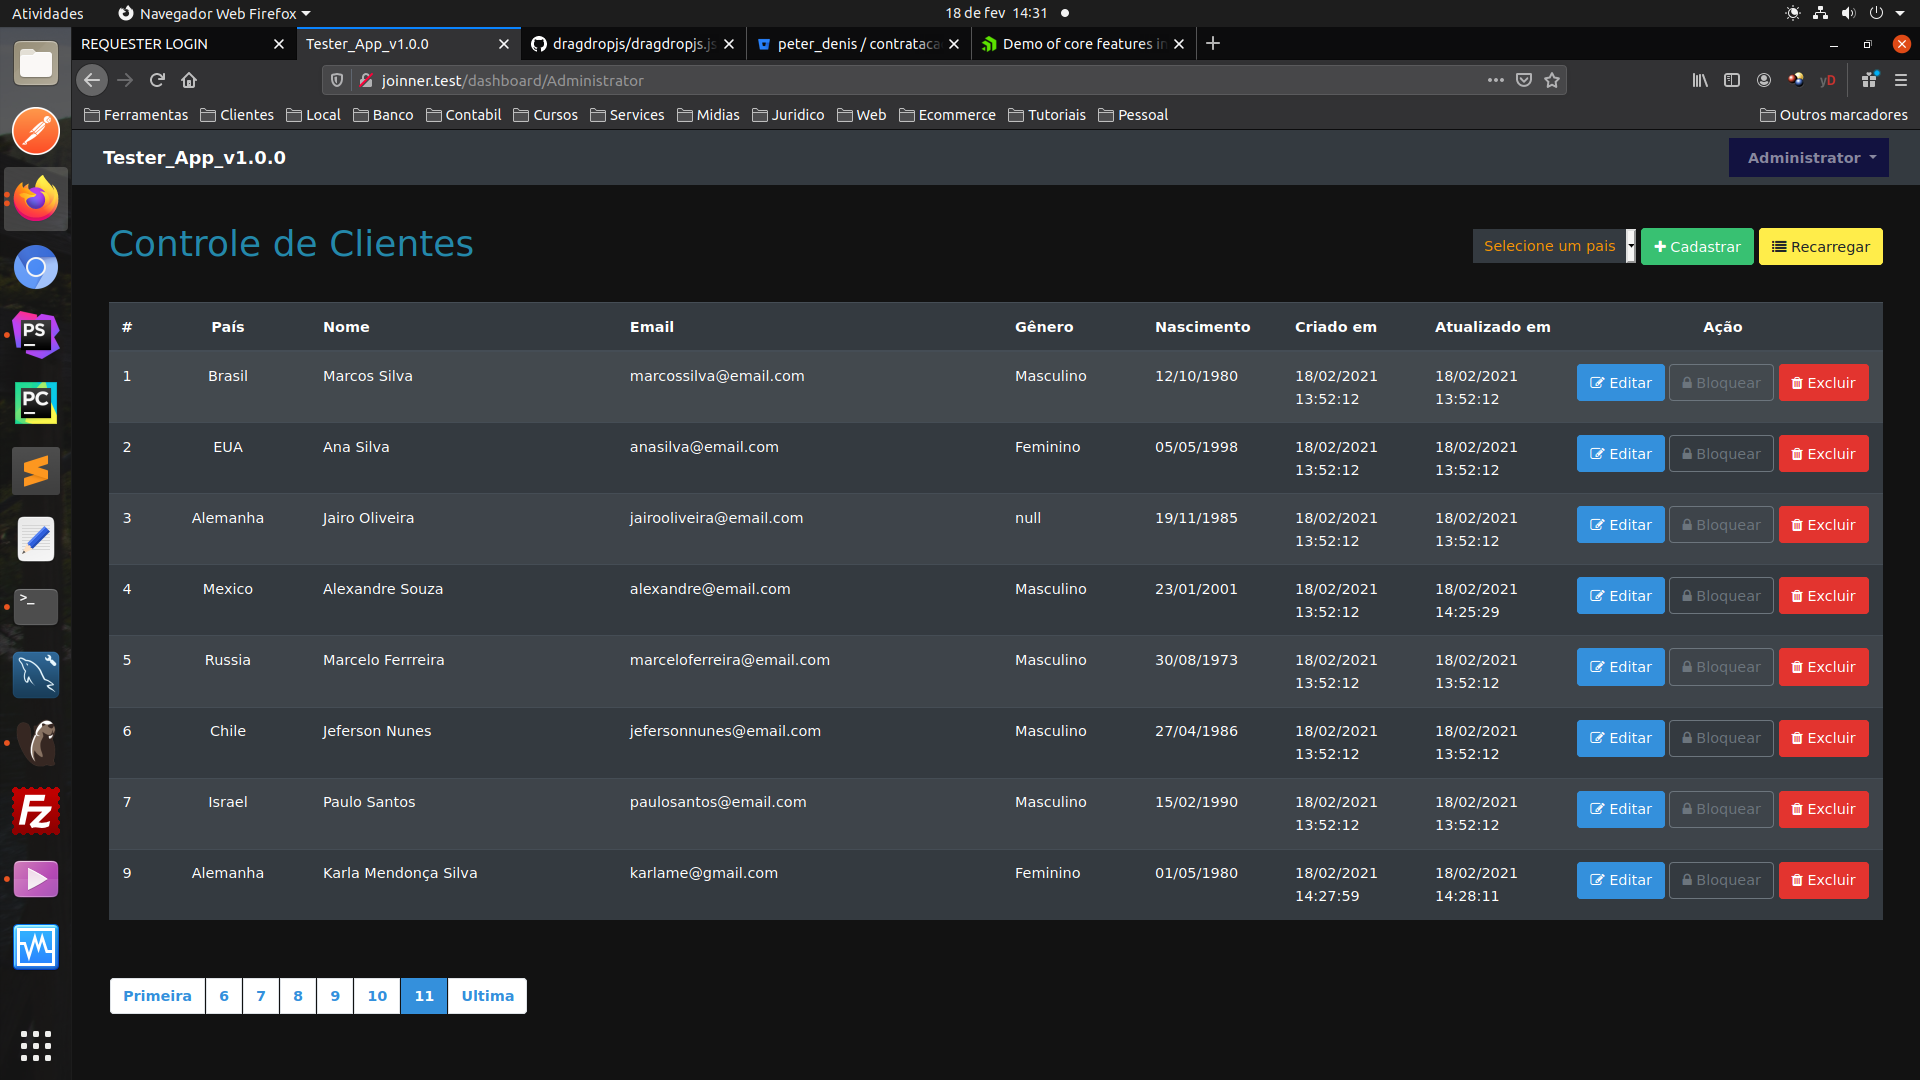 Atividades Navegador Web Firefox 18 de fev 14:31
REQUESTER LOGIN Tester_App_v1.0.0 dragdropjs/dragdropjs.js peter_denis / contrataca Demo of core features in
joinner.test/dashboard/Administrator yD
Ferramentas Clientes Local Banco Contabil Cursos Services Midias Juridico Web Ecommerce Tutoriais Pessoal Outros marcadores
Tester_App_v1.0.0 Administrator
Controle de Clientes Selecione um pais Cadastrar Recarregar
# País Nome Email Gênero Nascimento Criado em Atualizado em Ação
1 Brasil Marcos Silva marcossilva@email.com Masculino 12/10/1980 18/02/2021 18/02/2021 Editar Bloquear Excluir
13:52:12 13:52:12
2 EUA Ana Silva anasilva@email.com Feminino 05/05/1998 18/02/2021 18/02/2021 Editar Bloquear Excluir
13:52:12 13:52:12
3 Alemanha Jairo Oliveira jairooliveira@email.com null 19/11/1985 18/02/2021 18/02/2021 Editar Bloquear Excluir
13:52:12 13:52:12
4 Mexico Alexandre Souza alexandre@email.com Masculino 23/01/2001 18/02/2021 18/02/2021 Editar Bloquear Excluir
13:52:12 14:25:29
5 Russia Marcelo Ferrreira marceloferreira@email.com Masculino 30/08/1973 18/02/2021 18/02/2021 Editar Bloquear Excluir
13:52:12 13:52:12
6 Chile Jeferson Nunes jefersonnunes@email.com Masculino 27/04/1986 18/02/2021 18/02/2021 Editar Bloquear Excluir
13:52:12 13:52:12
7 Israel Paulo Santos paulosantos@email.com Masculino 15/02/1990 18/02/2021 18/02/2021 Editar Bloquear Excluir
13:52:12 13:52:12
9 Alemanha Karla Mendonça Silva karlame@gmail.com Feminino 01/05/1980 18/02/2021 18/02/2021 Editar Bloquear Excluir
14:27:59 14:28:11
Primeira 6 7 8 9 10 11 Ultima
PS
PC
>_
FZ